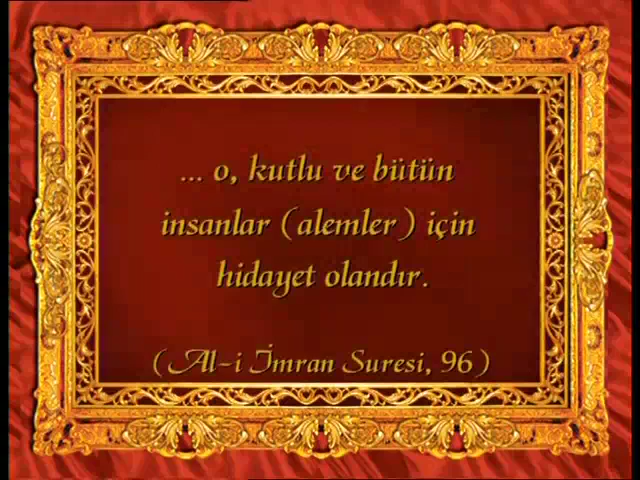 ... o, kutlu ve bütün
insanlar (alemler) için
hidayet olandır.
(Al-i İmran Suresi, 96)